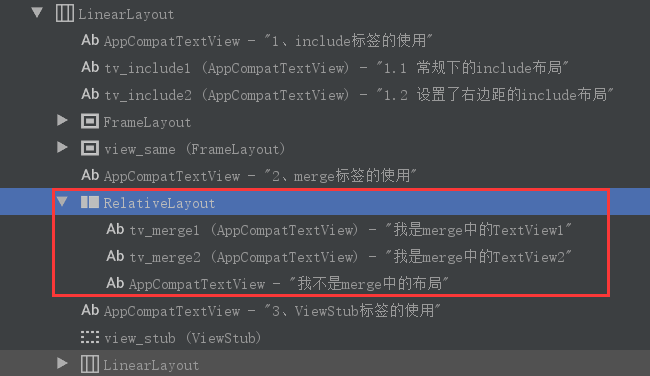 LinearLayout
Ab AppCompatTextView - "1、include标签的使用"
Ab tv_include1 (AppCompatTextView) - "1.1 常规下的include布局"
Ab tv_include2 (AppCompatTextView) - "1.2 设置了右边距的include布局"
FrameLayout
view_same (FrameLayout)
Ab AppCompatTextView - "2、merge标签的使用"
RelativeLayout
Ab tv_merge1 (AppCompatTextView) - "我是merge中的TextView1"
Ab tv_merge2 (AppCompatTextView) - "我是merge中的TextView2"
Ab AppCompatTextView - "我不是merge中的布局"
Ab AppCompatTextView - "3、ViewStub标签的使用"
view_stub (ViewStub)
LinearLayout